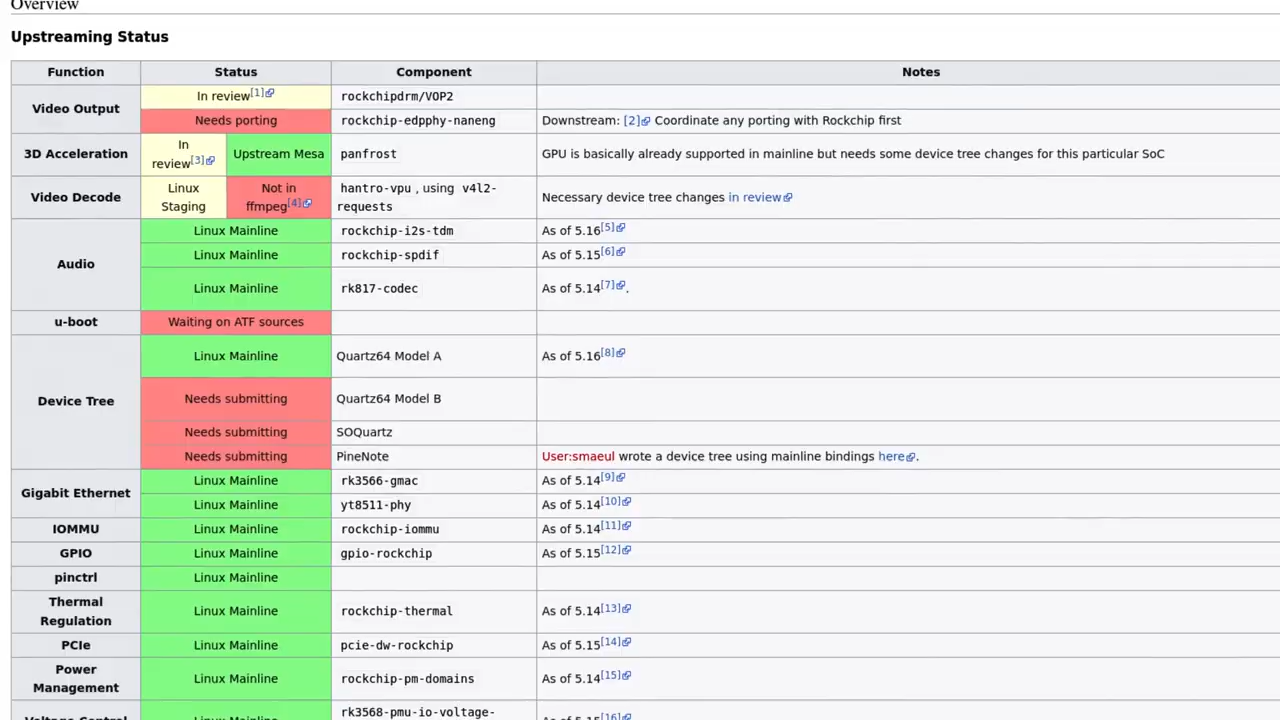 Overview
Upstreaming Status
Function Status Component Notes
Video Output In review[1] rockchipdrm/VOP2
Needs porting rockchip-edpphy-naneng Downstream: [2] Coordinate any porting with Rockchip first
3D Acceleration In review[3] Upstream Mesa panfrost GPU is basically already supported in mainline but needs some device tree changes for this particular SoC
Video Decode Linux Staging Not in ffmpeg[4] hantro-vpu , using v4l2-requests Necessary device tree changes in review
Audio Linux Mainline rockchip-i2s-tdm As of 5.16[5]
Linux Mainline rockchip-spdif As of 5.15[6]
Linux Mainline rk817-codec As of 5.14[7].
u-boot Waiting on ATF sources
Device Tree Linux Mainline Quartz64 Model A As of 5.16[8]
Needs submitting Quartz64 Model B
Needs submitting SOQuartz
Needs submitting PineNote User:smaeul wrote a device tree using mainline bindings here.
Gigabit Ethernet Linux Mainline rk3566-gmac As of 5.14[9]
Linux Mainline yt8511-phy As of 5.14[10]
IOMMU Linux Mainline rockchip-iommu As of 5.14[11]
GPIO Linux Mainline gpio-rockchip As of 5.15[12]
pinctrl Linux Mainline
Thermal Regulation Linux Mainline rockchip-thermal As of 5.14[13]
PCIe Linux Mainline pcie-dw-rockchip As of 5.15[14]
Power Management Linux Mainline rockchip-pm-domains As of 5.14[15]
Voltage Control Linux Mainline rk3568-pmu-io-voltage- As of 5.15[16]